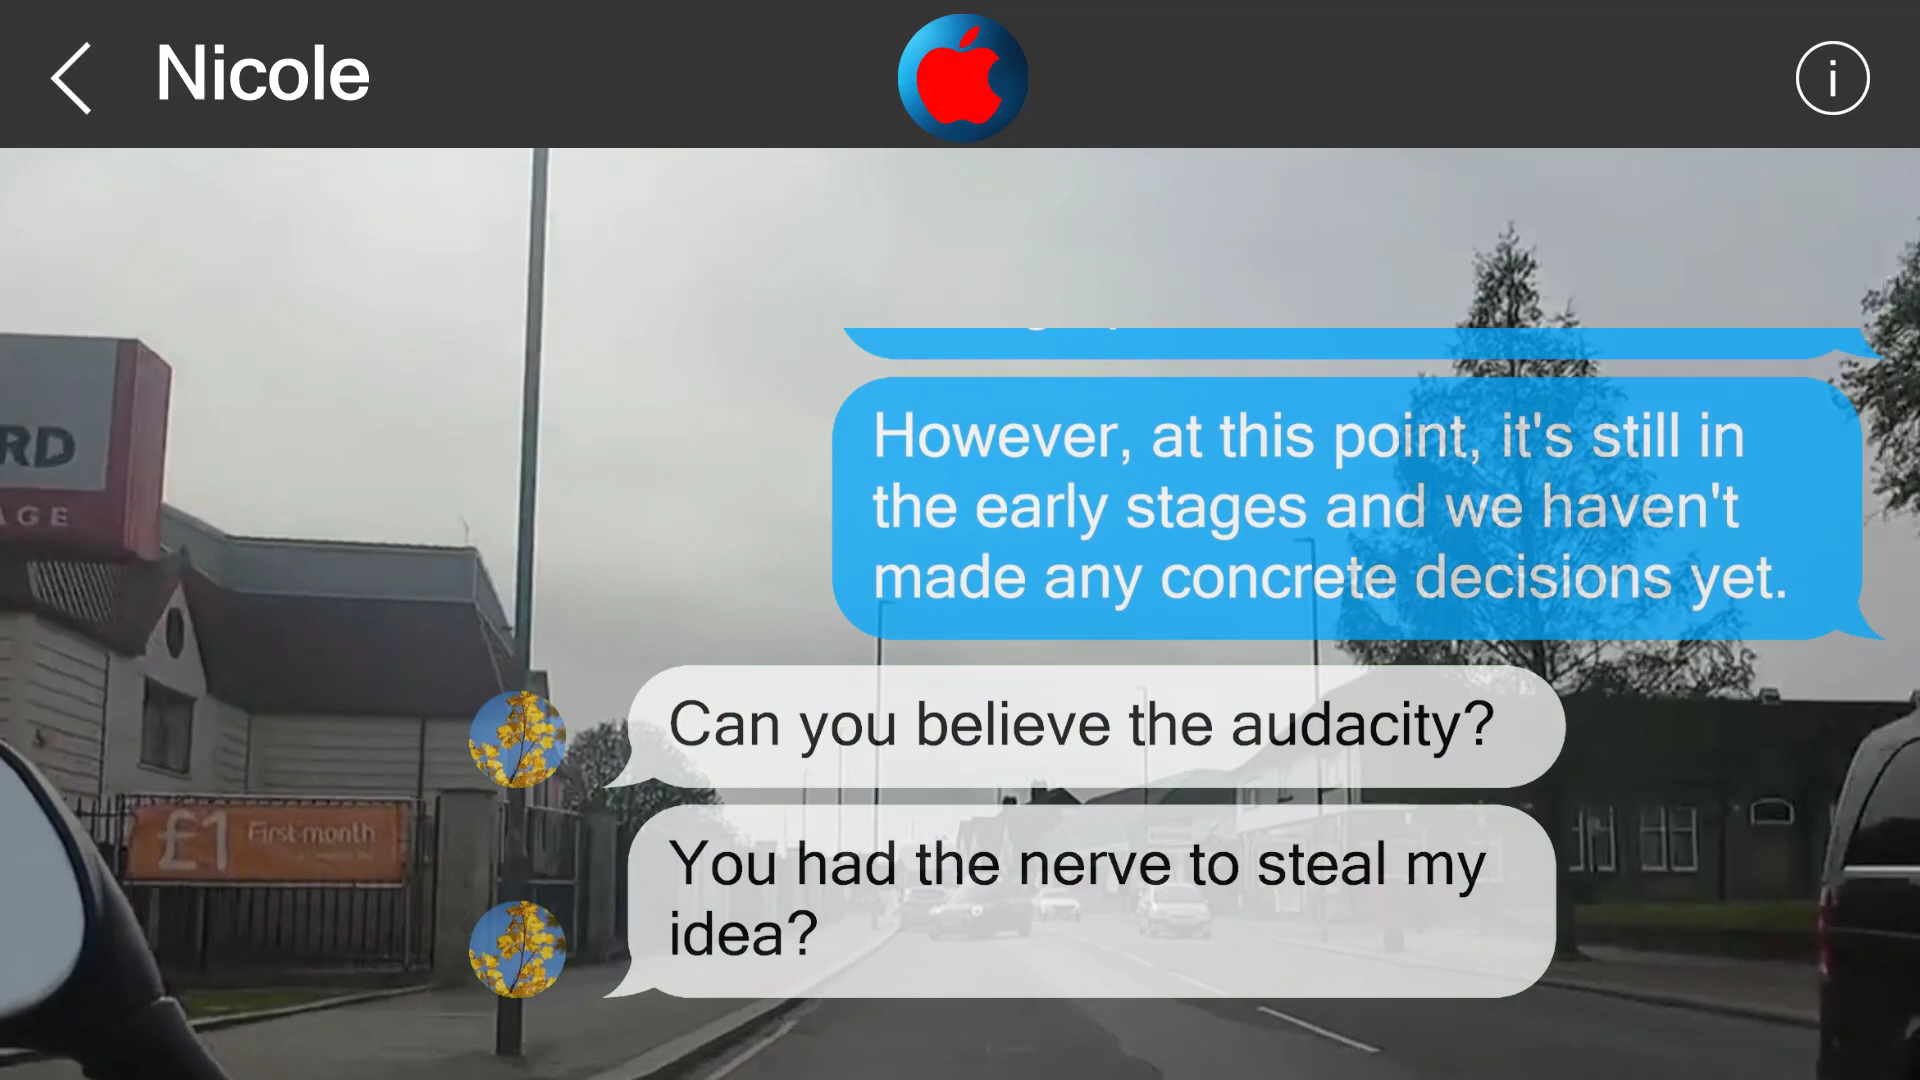 Nicole
i
However, at this point, it's still in
the early stages and we haven't
made any concrete decisions yet.
RD
AGE
Can you believe the audacity?
£1 First month
You had the nerve to steal my
idea?